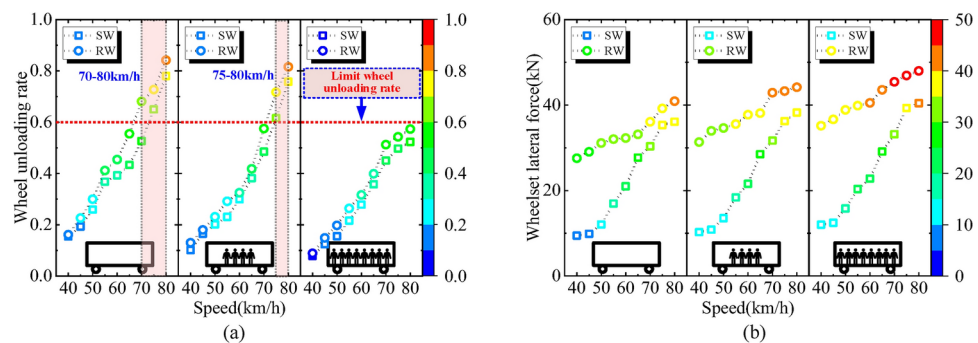 1.0
0.8
0.6
0.4
0.2
0.0
Wheel unloading rate
SW
RW
70-80km/h
SW
RW
75-80km/h
SW
RW
Limit wheel
unloading rate
1.0
0.8
0.6
0.4
0.2
0.0
40 50 60 70 80 40 50 60 70 80 40 50 60 70 80
Speed(km/h)
(a)
60
40
20
0
Wheelset lateral force(kN)
SW
RW
SW
RW
SW
RW
50
40
30
20
10
0
40 50 60 70 80 40 50 60 70 80 40 50 60 70 80
Speed(km/h)
(b)